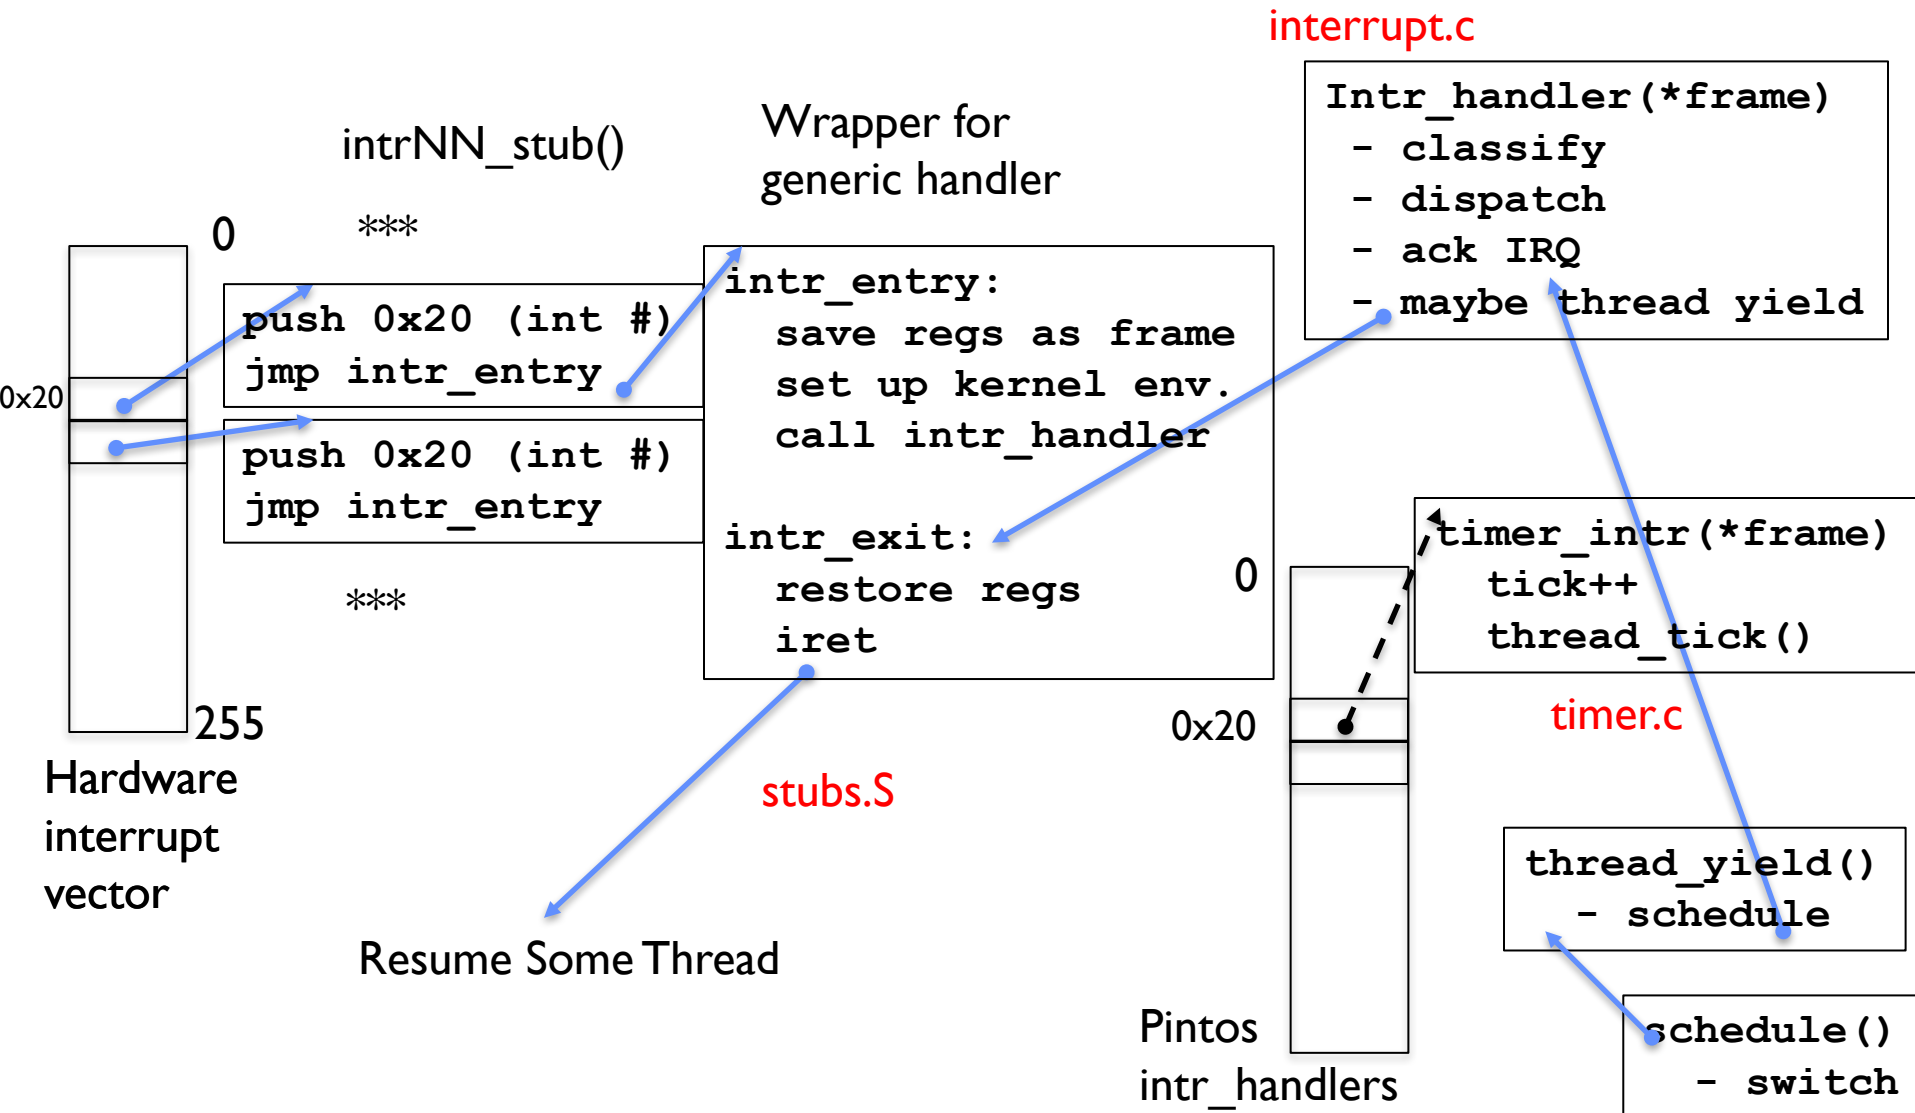 interrupt.c
Intr_handler(*frame)
- classify
- dispatch
- ack IRQ
- maybe thread yield
intrNN_stub()
***
Wrapper for
generic handler
0
0x20
255
Hardware
interrupt
vector
push 0x20 (int #)
jmp intr_entry
push 0x20 (int #)
jmp intr_entry
***
intr_entry:
save regs as frame
set up kernel env.
call intr_handler
intr_exit:
restore regs
iret
stubs.S
Resume Some Thread
0
0x20
Pintos
intr_handlers
timer_intr(*frame)
tick++
thread_tick()
timer.c
thread_yield()
- schedule
schedule()
- switch